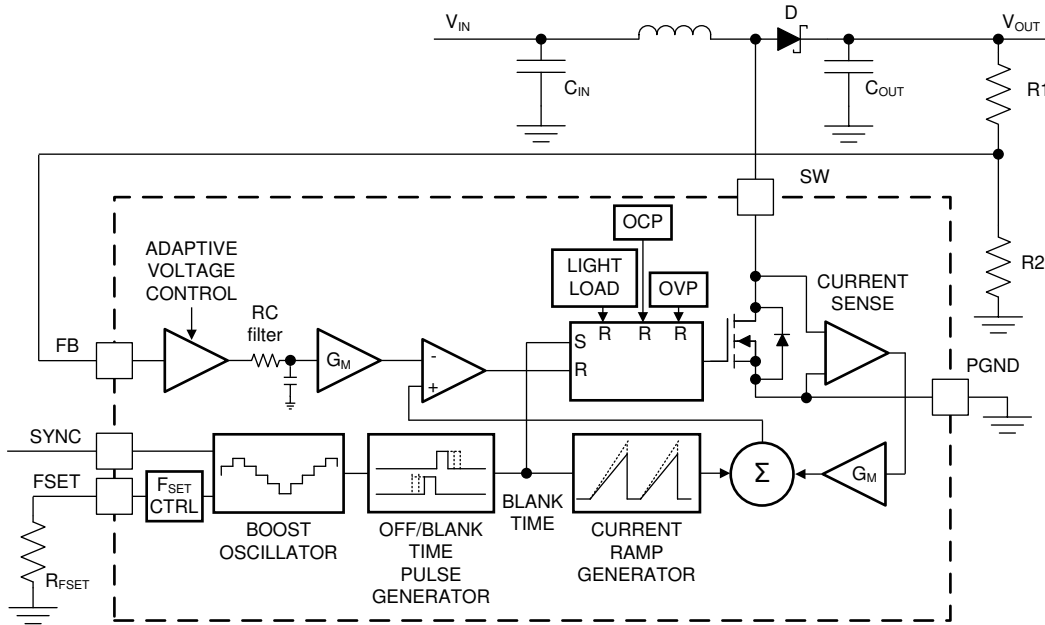 VIN
D
VOUT
CIN
COUT
R1
SW
OCP
ADAPTIVE
VOLTAGE
CONTROL
LIGHT
LOAD
OVP
CURRENT
SENSE
R2
RC
filter
R R R
FB
GM
-
+
S
R
PGND
SYNC
FSET
FSET
CTRL
Σ
GM
BLANK
TIME
BOOST
OSCILLATOR
OFF/BLANK
TIME
PULSE
GENERATOR
CURRENT
RAMP
GENERATOR
RFSET